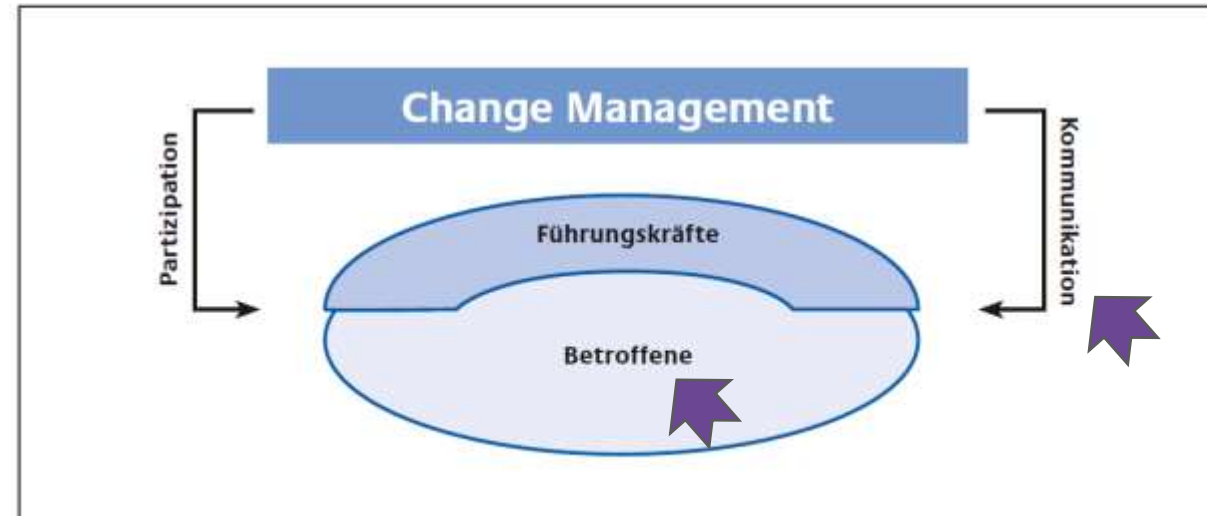 Change Management
Partizipation
Kommunikation
Führungskräfte
Betroffene